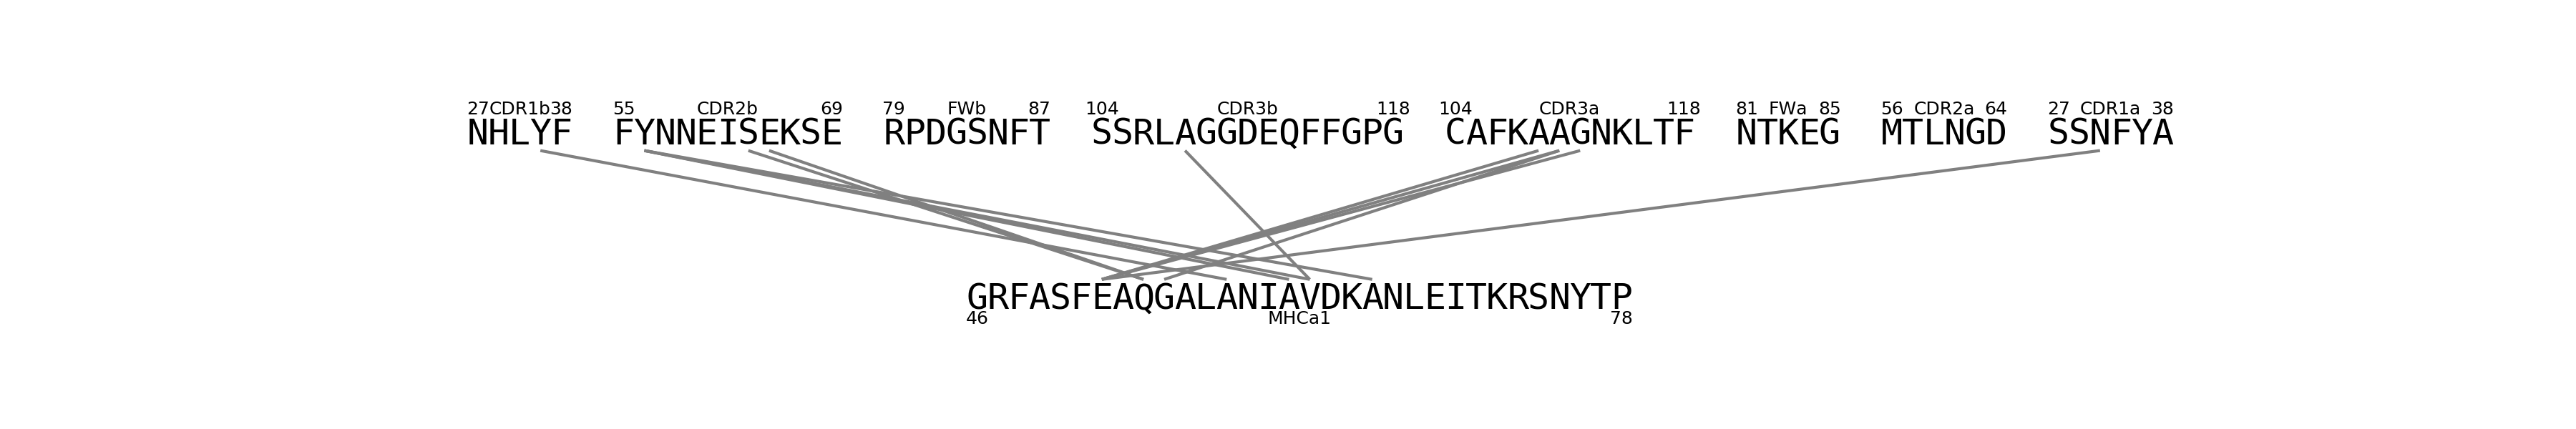 27CDR1b38 55 CDR2b 69 79 FWb 87 104 CDR3b 118 104 CDR3a 118 81 FWa 85 56 CDR2a 64 27 CDR1a 38
NHLYF FYNNEISEKSE RPDGSNFT SSRLAGGDEQFFGPG CAFKAAGNKLTF NTKEG MTLNGD SSNFYA
GRFASFEAQGALANIAVDKANLEITKRSNYTP
46 MHCa1 78